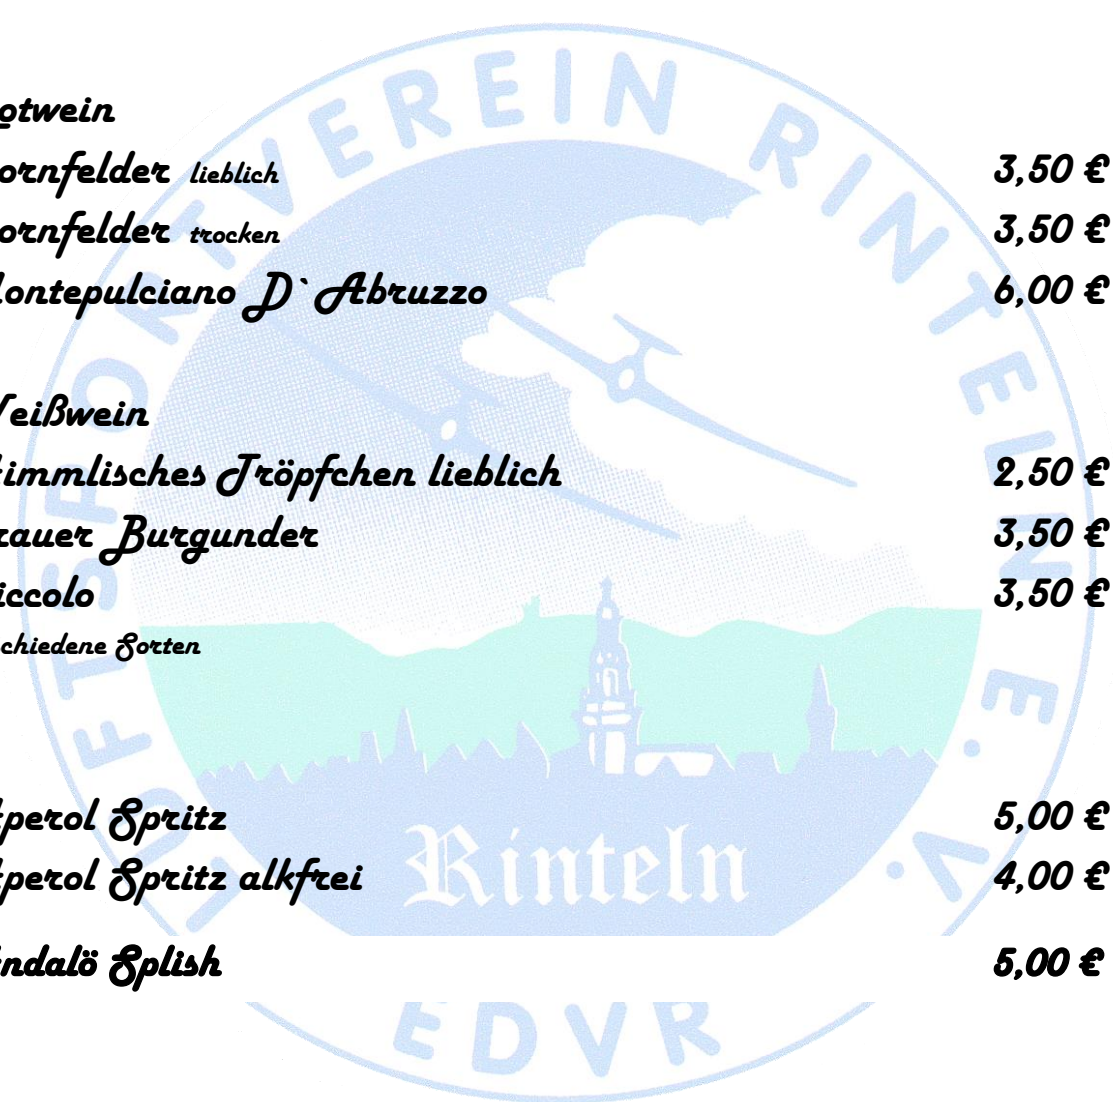 otwein
ornfelder lieblich 3,50 €
ornfelder trocken 3,50 €
ontepulciano D`Abruzzo 6,00 €
eißwein
immlisches Tröpfchen lieblich 2,50 €
rauer Burgunder 3,50 €
iccolo 3,50 €
chiedene Sorten
perol Spritz 5,00 €
perol Spritz alkfrei 4,00 €
ndalö Splish 5,00 €
LUFTSPORTVEREIN RINTELN E.V.
Rinteln
EDVR